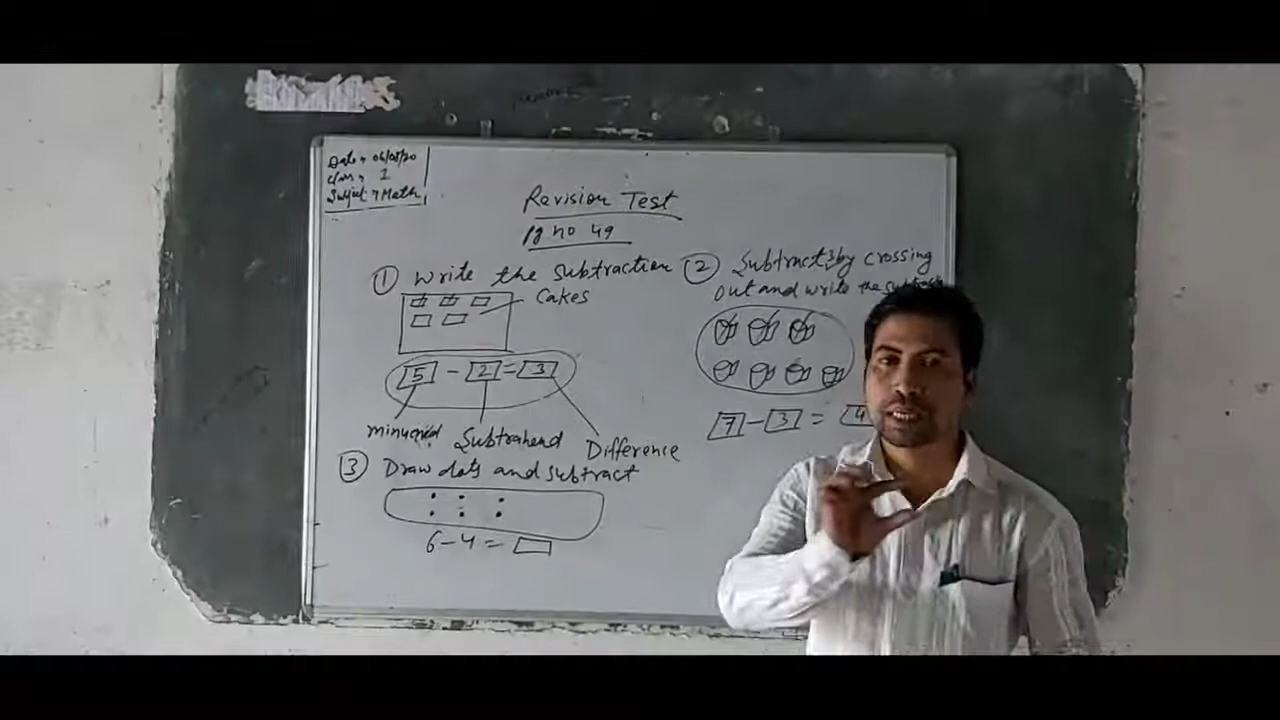 Date → 06/08/20
Class → 1
Subject → Math
Revision Test
Pg no 49
① Write the subtraction
Cakes
5 - 2 = 3
minuend Subtrahend Difference
② Subtract by crossing
out and write the
7 - 3 = 4
③ Draw dots and subtract
6 - 4 =